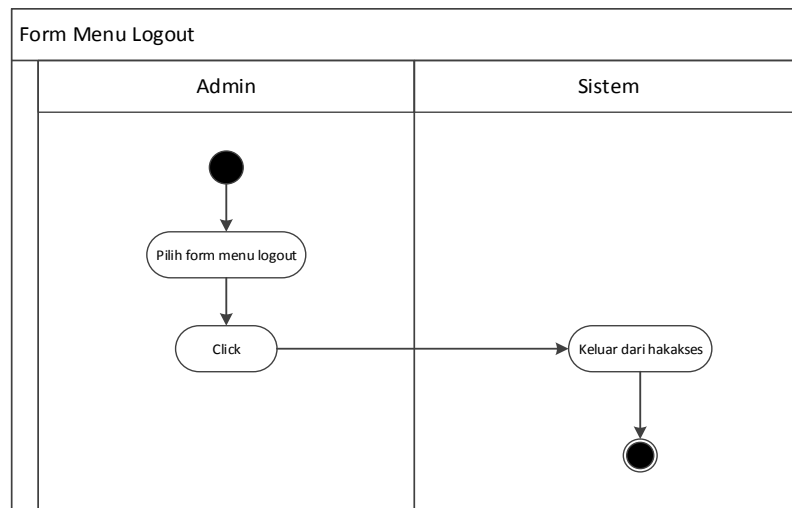 Form Menu Logout
Admin
Sistem
Pilih form menu logout
Click
Keluar dari hakakses